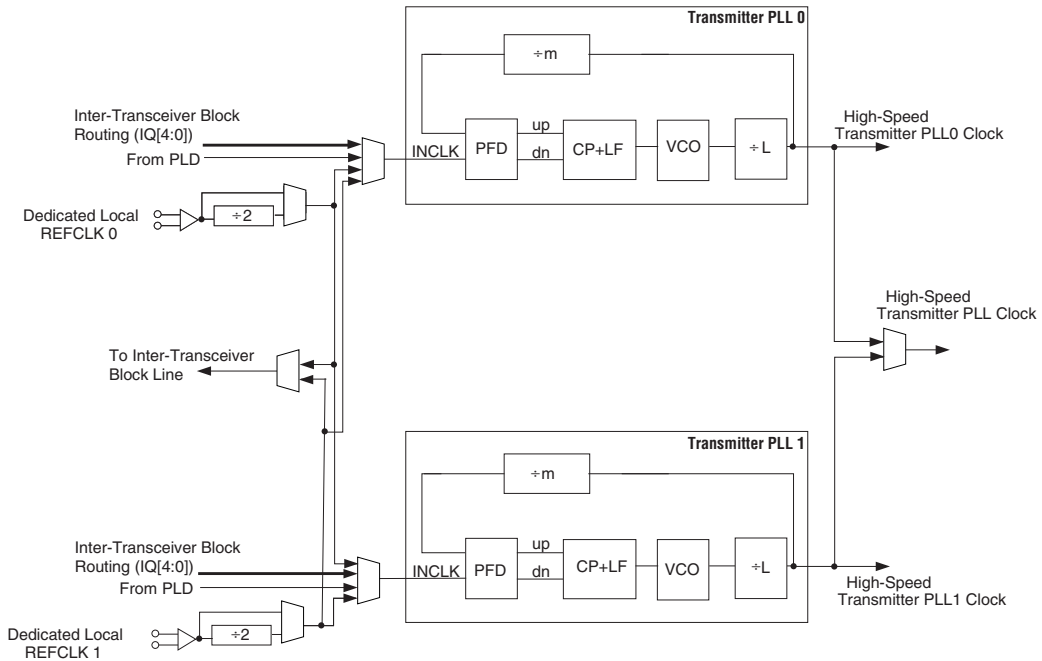 Transmitter PLL 0
÷m
Inter-Transceiver Block
Routing (IQ[4:0])
From PLD
INCLK
PFD
up
dn
CP+LF
VCO
÷L
High-Speed
Transmitter PLL0 Clock
Dedicated Local
REFCLK 0
÷2
High-Speed
Transmitter PLL Clock
To Inter-Transceiver
Block Line
Transmitter PLL 1
÷m
Inter-Transceiver Block
Routing (IQ[4:0])
From PLD
INCLK
PFD
up
dn
CP+LF
VCO
÷L
High-Speed
Transmitter PLL1 Clock
Dedicated Local
REFCLK 1
÷2